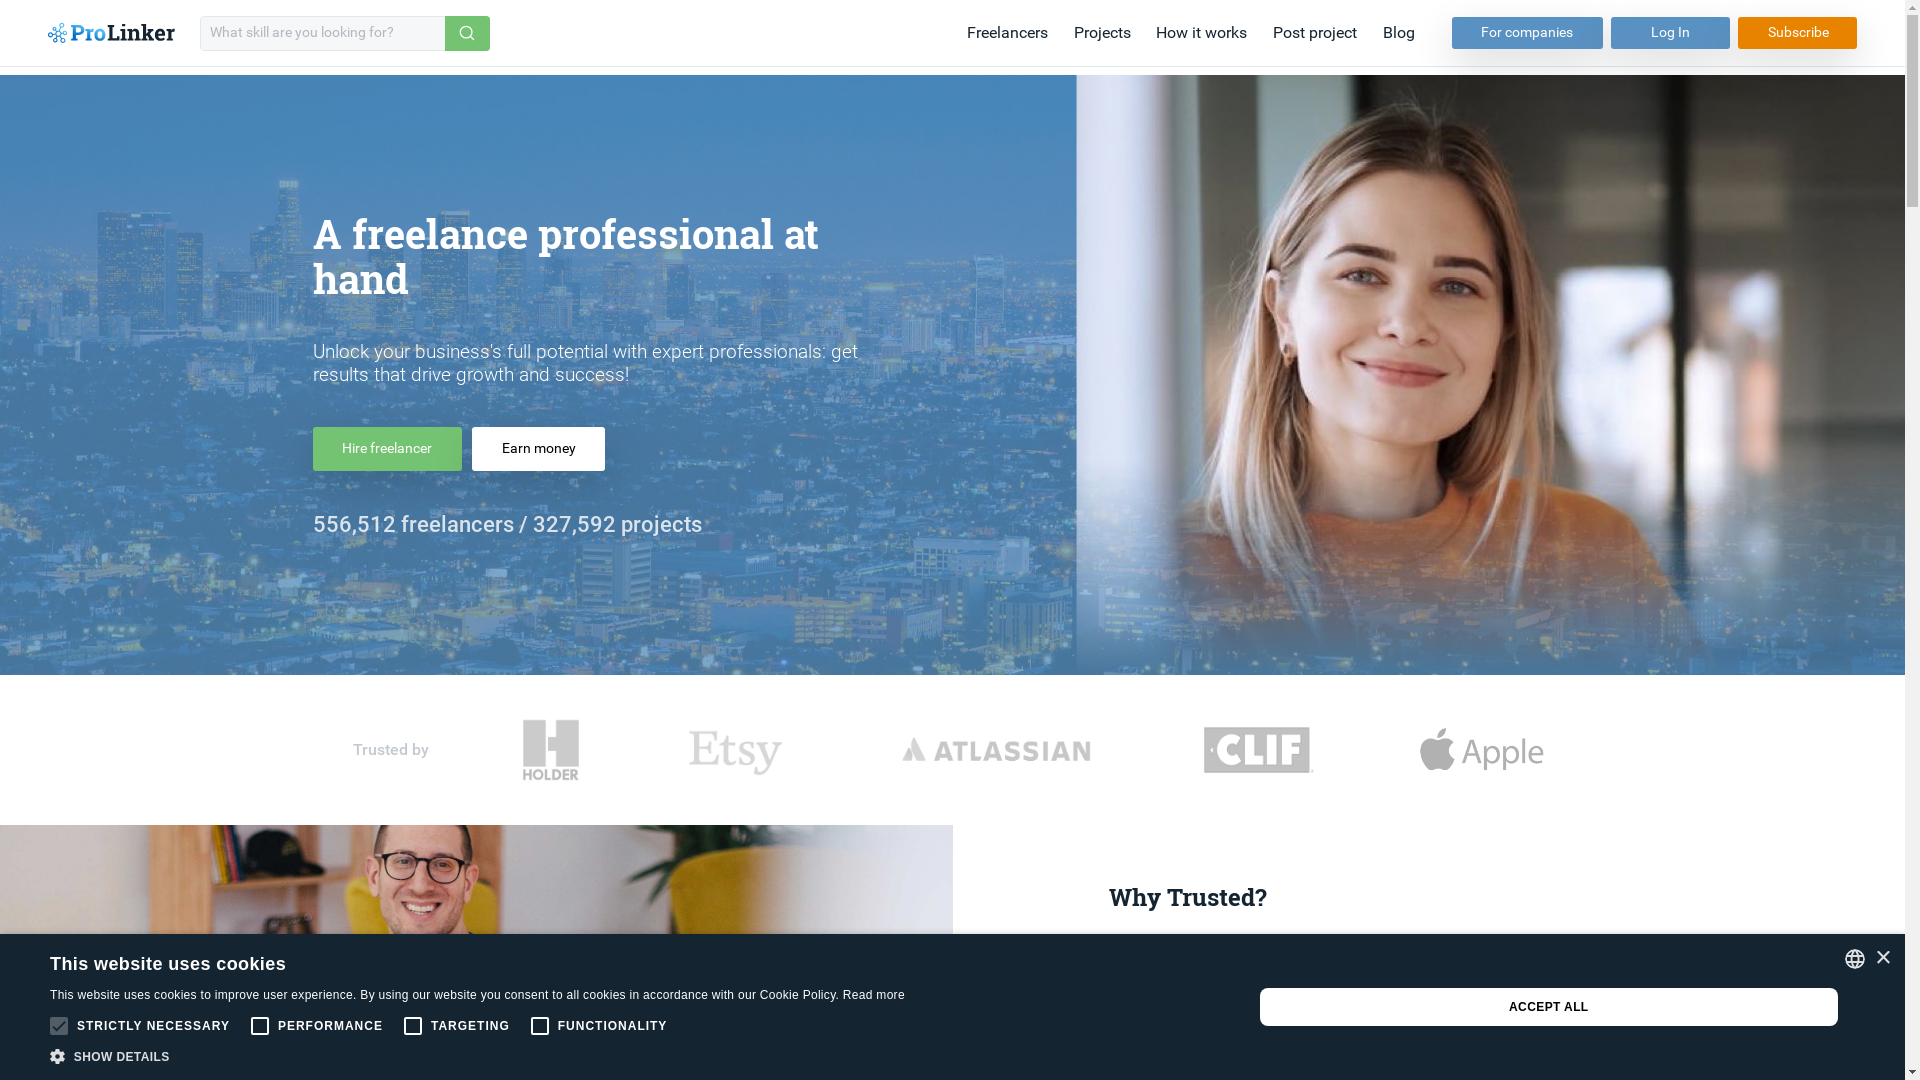 ProLinker
What skill are you looking for?
Freelancers
Projects
How it works
Post project
Blog
For companies
Log In
Subscribe
A freelance professional at
hand
Unlock your business's full potential with expert professionals: get
results that drive growth and success!
Hire freelancer
Earn money
556,512 freelancers / 327,592 projects
Trusted by
H
HOLDER
Etsy
ATLASSIAN
CLIF
Apple
Why Trusted?
This website uses cookies
This website uses cookies to improve user experience. By using our website you consent to all cookies in accordance with our Cookie Policy. Read more
STRICTLY NECESSARY
PERFORMANCE
TARGETING
FUNCTIONALITY
SHOW DETAILS
ACCEPT ALL
×